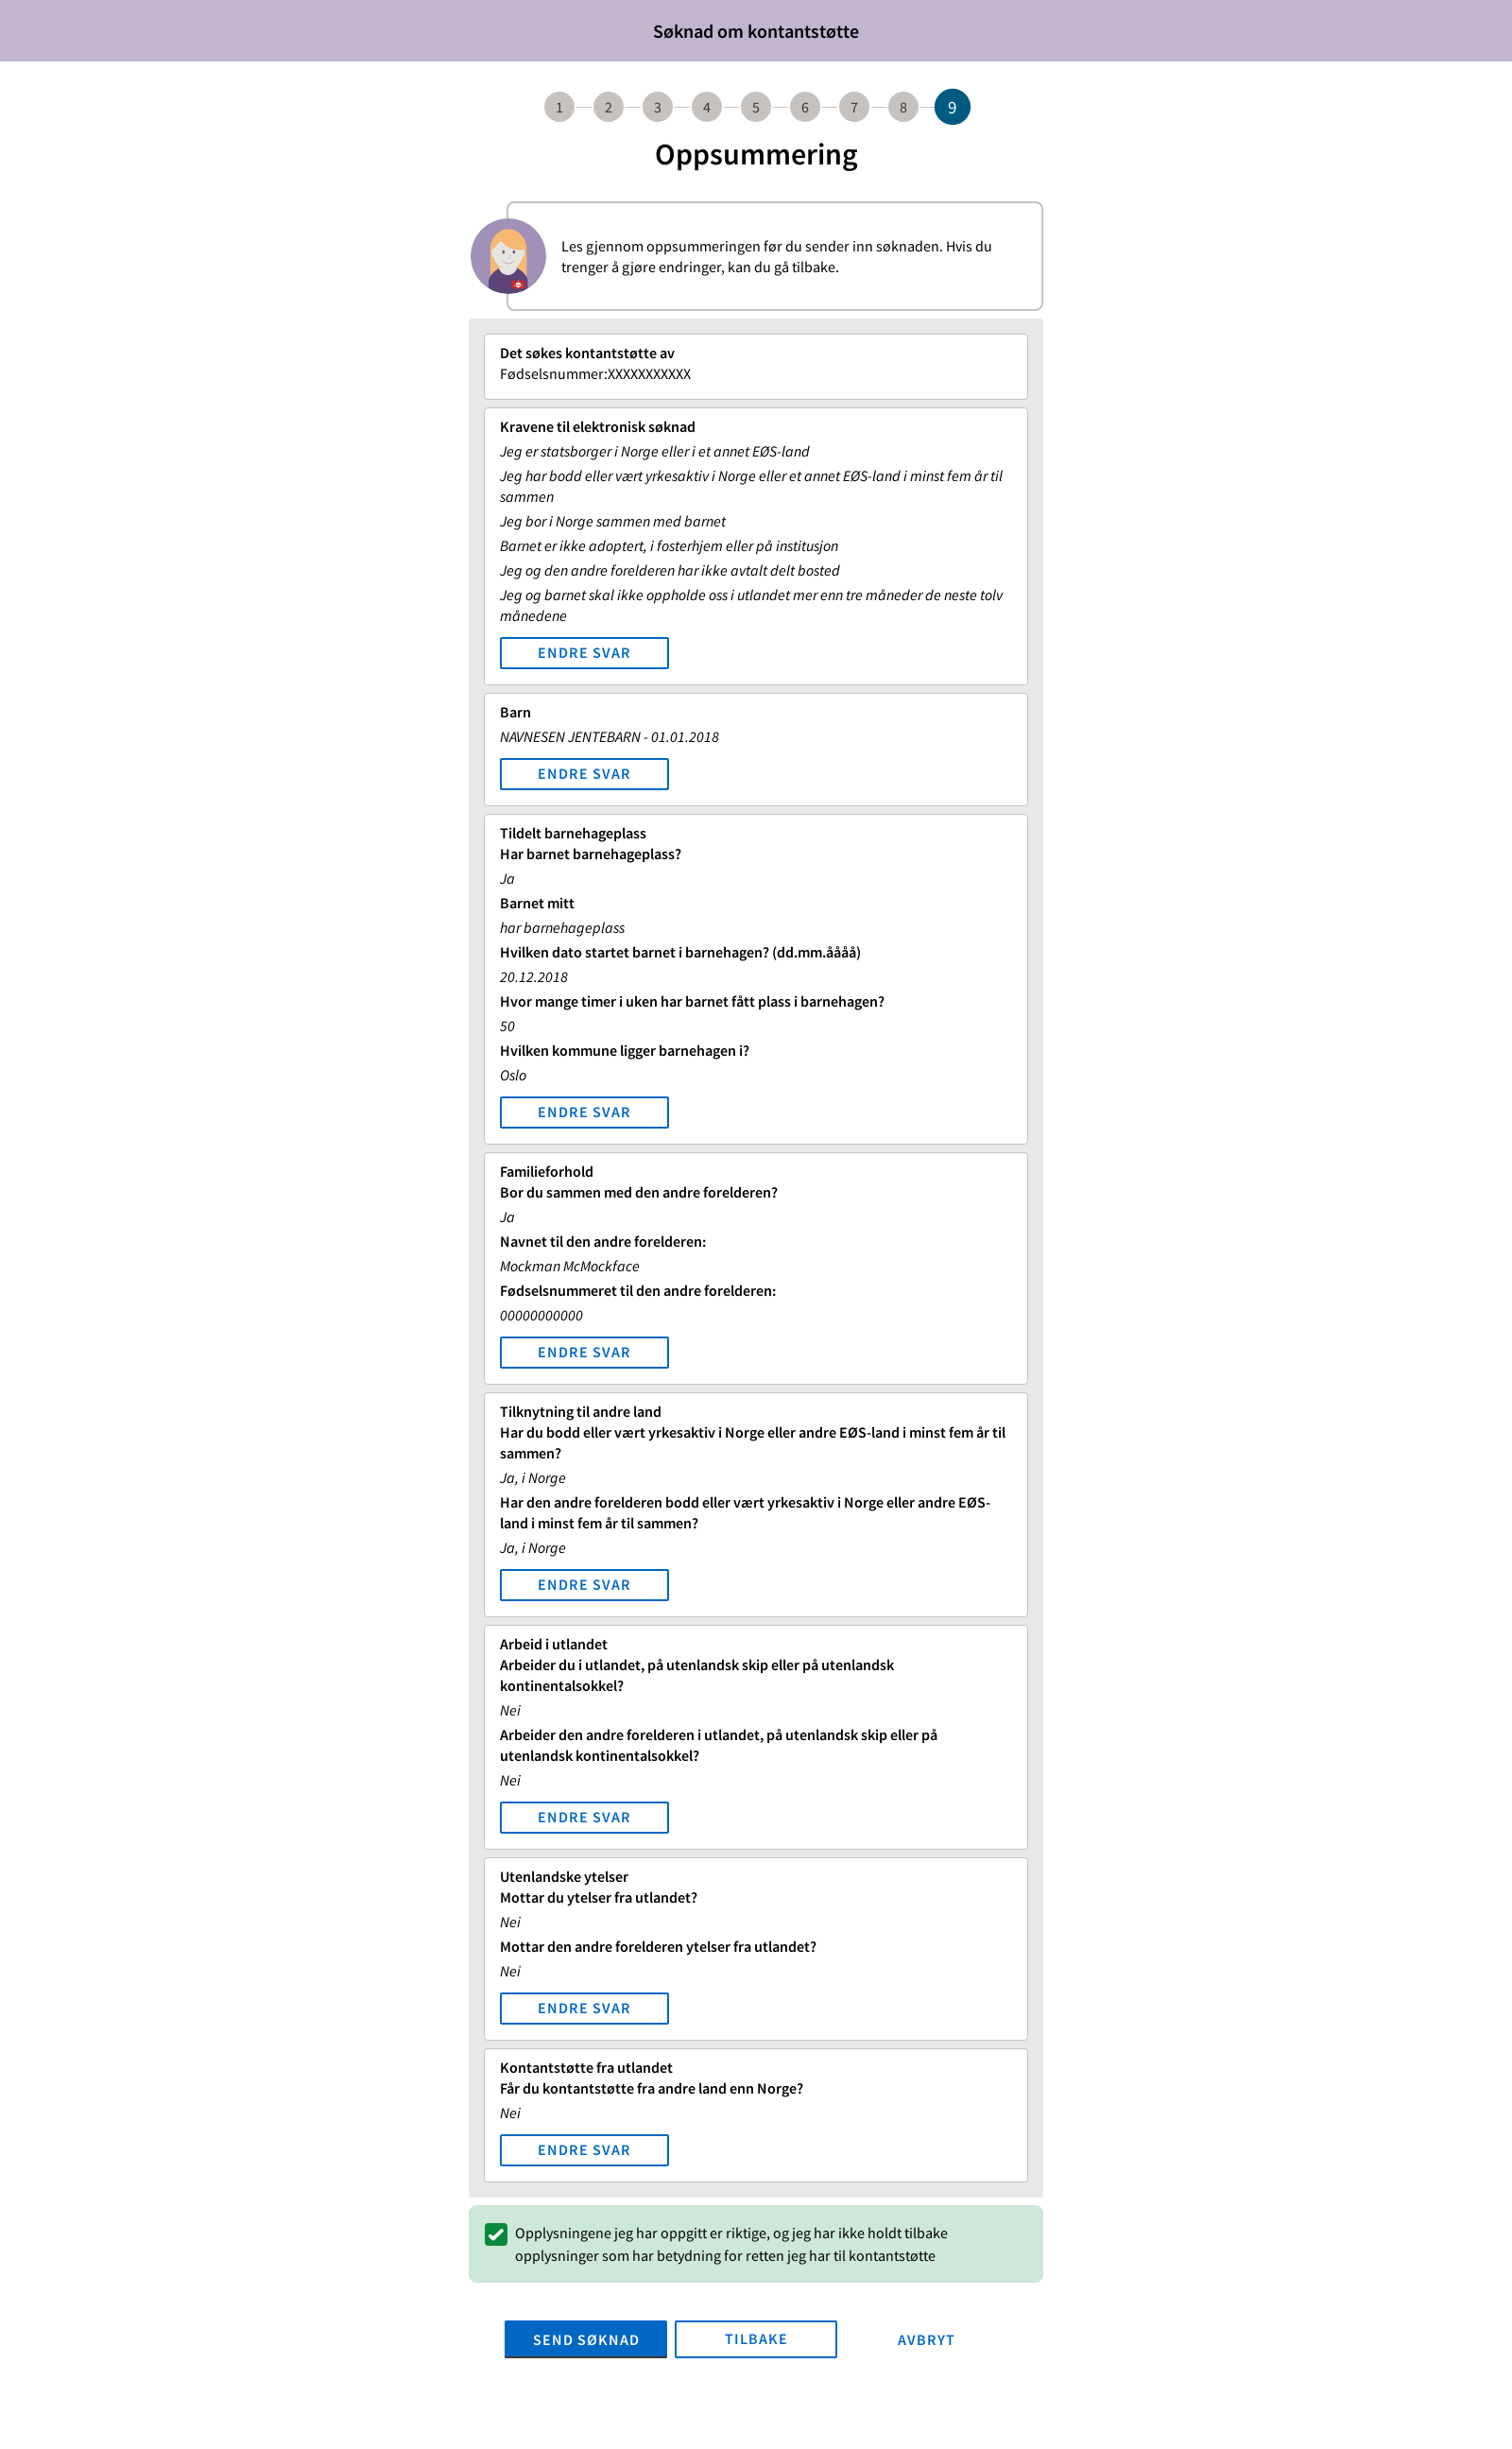 Søknad om kontantstøtte
1 2 3 4 5 6 7 8 9
Oppsummering
Les gjennom oppsummeringen før du sender inn søknaden. Hvis du
trenger å gjøre endringer, kan du gå tilbake.
Det søkes kontantstøtte av
Fødselsnummer:XXXXXXXXXXX
Kravene til elektronisk søknad
Jeg er statsborger i Norge eller i et annet EØS-land
Jeg har bodd eller vært yrkesaktiv i Norge eller et annet EØS-land i minst fem år til
sammen
Jeg bor i Norge sammen med barnet
Barnet er ikke adoptert, i fosterhjem eller på institusjon
Jeg og den andre forelderen har ikke avtalt delt bosted
Jeg og barnet skal ikke oppholde oss i utlandet mer enn tre måneder de neste tolv
månedene
ENDRE SVAR
Barn
NAVNESEN JENTEBARN - 01.01.2018
ENDRE SVAR
Tildelt barnehageplass
Har barnet barnehageplass?
Ja
Barnet mitt
har barnehageplass
Hvilken dato startet barnet i barnehagen? (dd.mm.åååå)
20.12.2018
Hvor mange timer i uken har barnet fått plass i barnehagen?
50
Hvilken kommune ligger barnehagen i?
Oslo
ENDRE SVAR
Familieforhold
Bor du sammen med den andre forelderen?
Ja
Navnet til den andre forelderen:
Mockman McMockface
Fødselsnummeret til den andre forelderen:
00000000000
ENDRE SVAR
Tilknytning til andre land
Har du bodd eller vært yrkesaktiv i Norge eller andre EØS-land i minst fem år til
sammen?
Ja, i Norge
Har den andre forelderen bodd eller vært yrkesaktiv i Norge eller andre EØS-
land i minst fem år til sammen?
Ja, i Norge
ENDRE SVAR
Arbeid i utlandet
Arbeider du i utlandet, på utenlandsk skip eller på utenlandsk
kontinentalsokkel?
Nei
Arbeider den andre forelderen i utlandet, på utenlandsk skip eller på
utenlandsk kontinentalsokkel?
Nei
ENDRE SVAR
Utenlandske ytelser
Mottar du ytelser fra utlandet?
Nei
Mottar den andre forelderen ytelser fra utlandet?
Nei
ENDRE SVAR
Kontantstøtte fra utlandet
Får du kontantstøtte fra andre land enn Norge?
Nei
ENDRE SVAR
Opplysningene jeg har oppgitt er riktige, og jeg har ikke holdt tilbake
opplysninger som har betydning for retten jeg har til kontantstøtte
SEND SØKNAD TILBAKE AVBRYT